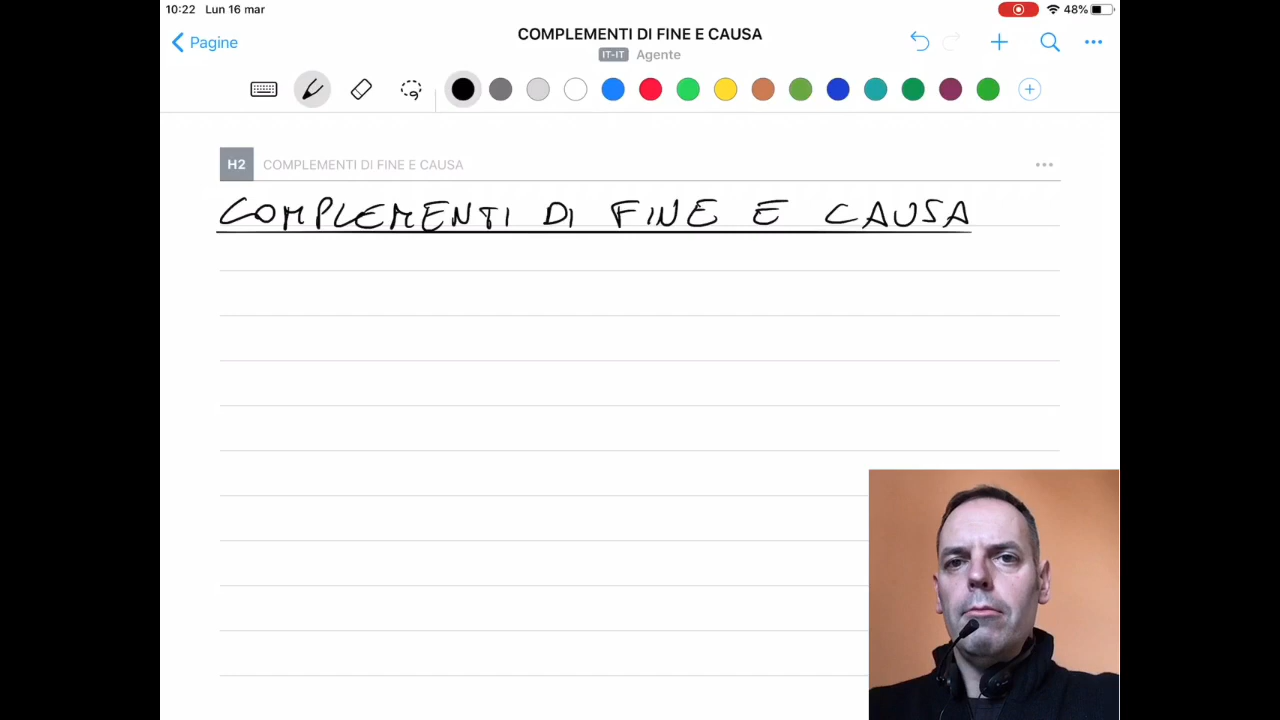 10:22 Lun 16 mar 48%
Pagine COMPLEMENTI DI FINE E CAUSA
IT-IT Agente
H2 COMPLEMENTI DI FINE E CAUSA
COMPLEMENTI DI FINE E CAUSA